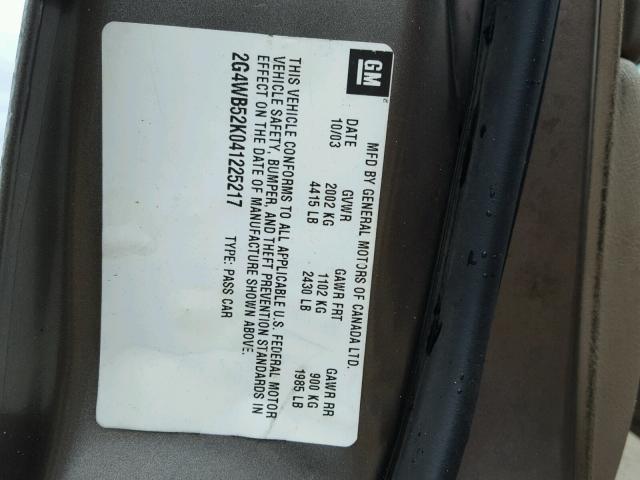 GM
MFD BY GENERAL MOTORS OF CANADA LTD.
DATE GVWR GAWR FRT GAWR RR
10/03 2002 KG 1102 KG 900 KG
4415 LB 2430 LB 1985 LB
THIS VEHICLE CONFORMS TO ALL APPLICABLE U.S. FEDERAL MOTOR
VEHICLE SAFETY, BUMPER, AND THEFT PREVENTION STANDARDS IN
EFFECT ON THE DATE OF MANUFACTURE SHOWN ABOVE.
2G4WB52K041225217 TYPE: PASS CAR